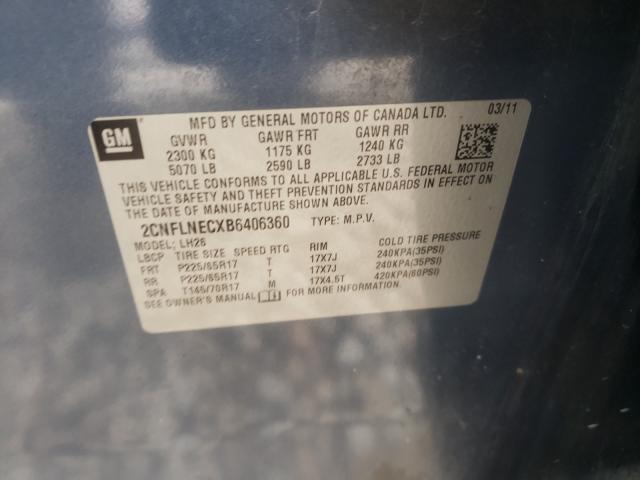 MFD BY GENERAL MOTORS OF CANADA LTD. 03/11
GM
GVWR GAWR FRT GAWR RR
2300 KG 1175 KG 1240 KG
5070 LB 2590 LB 2733 LB
THIS VEHICLE CONFORMS TO ALL APPLICABLE U.S. FEDERAL MOTOR
VEHICLE SAFETY AND THEFT PREVENTION STANDARDS IN EFFECT ON
THE DATE OF MANUFACTURE SHOWN ABOVE.
2CNFLNECXB6406360 TYPE: M.P.V.
MODEL: LH26
LBCP TIRE SIZE SPEED RTG RIM COLD TIRE PRESSURE
FRT P225/65R17 T 17X7J 240KPA(35PSI)
RR P225/65R17 T 17X7J 240KPA(35PSI)
SPA T145/70R17 M 17X4.5T 420KPA(60PSI)
SEE OWNER'S MANUAL FOR MORE INFORMATION.